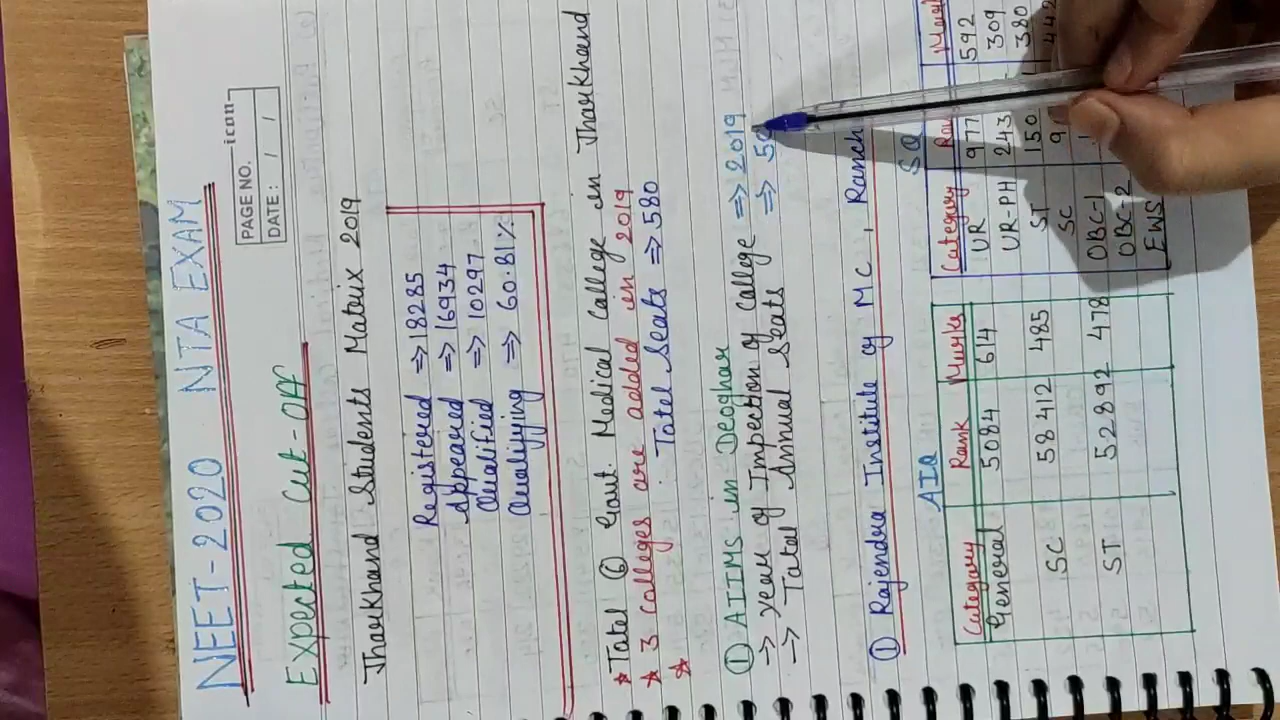 NEET-2020 NTA EXAM
icon
PAGE NO.
DATE: / /
Expected Cut-Off
JharKhand Students Matrix 2019
Registered ⇒ 18285
Appeared ⇒ 16934
Qualified ⇒ 10297
Qualifying ⇒ 60.81%
* Total 6 Govt. Medical College in JharKhand
* 3 Colleges are added in 2019
* Total Seats ⇒ 580
① AIIMS in Deoghar
→ Year of Impection of College ⇒ 2019
→ Total Annual Seats ⇒
① Rajendra Institute of MC,
AIQ
Category Rank Marks
General 5084 614
SC 58412 485
ST 52892 478
SQ
Category
UR 977 592
UR-PH 243 309
ST 150 380
SC
OBC-1
OBC-2
EWS